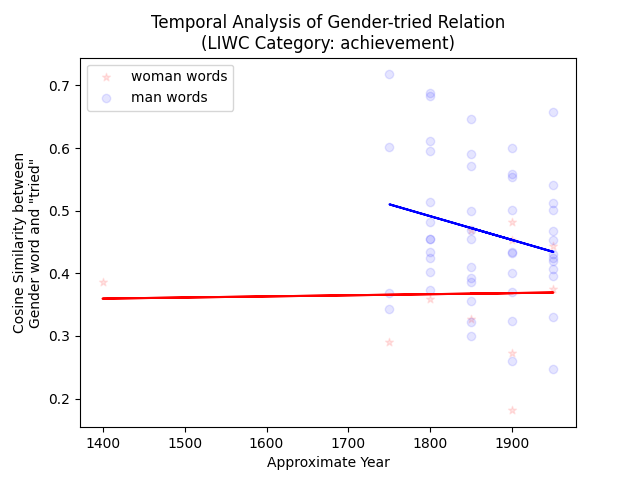 Temporal Analysis of Gender-tried Relation
(LIWC Category: achievement)
woman words
man words
Cosine Similarity between
Gender word and "tried"
0.7
0.6
0.5
0.4
0.3
0.2
1400
1500
1600
1700
1800
1900
Approximate Year